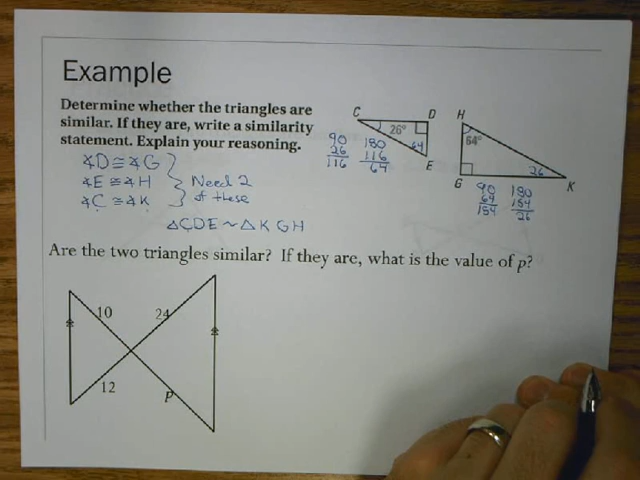 Example
Determine whether the triangles are
similar. If they are, write a similarity
statement. Explain your reasoning.
∡D≅∡G
∡E≅∡H
∡C≅∡K
Need 2
of these
△CDE~△KGH
C
D
E
26°
64
90
26
116
180
116
64
H
G
K
64°
26
90
64
154
180
154
26
Are the two triangles similar? If they are, what is the value of p?
10
24
12
p